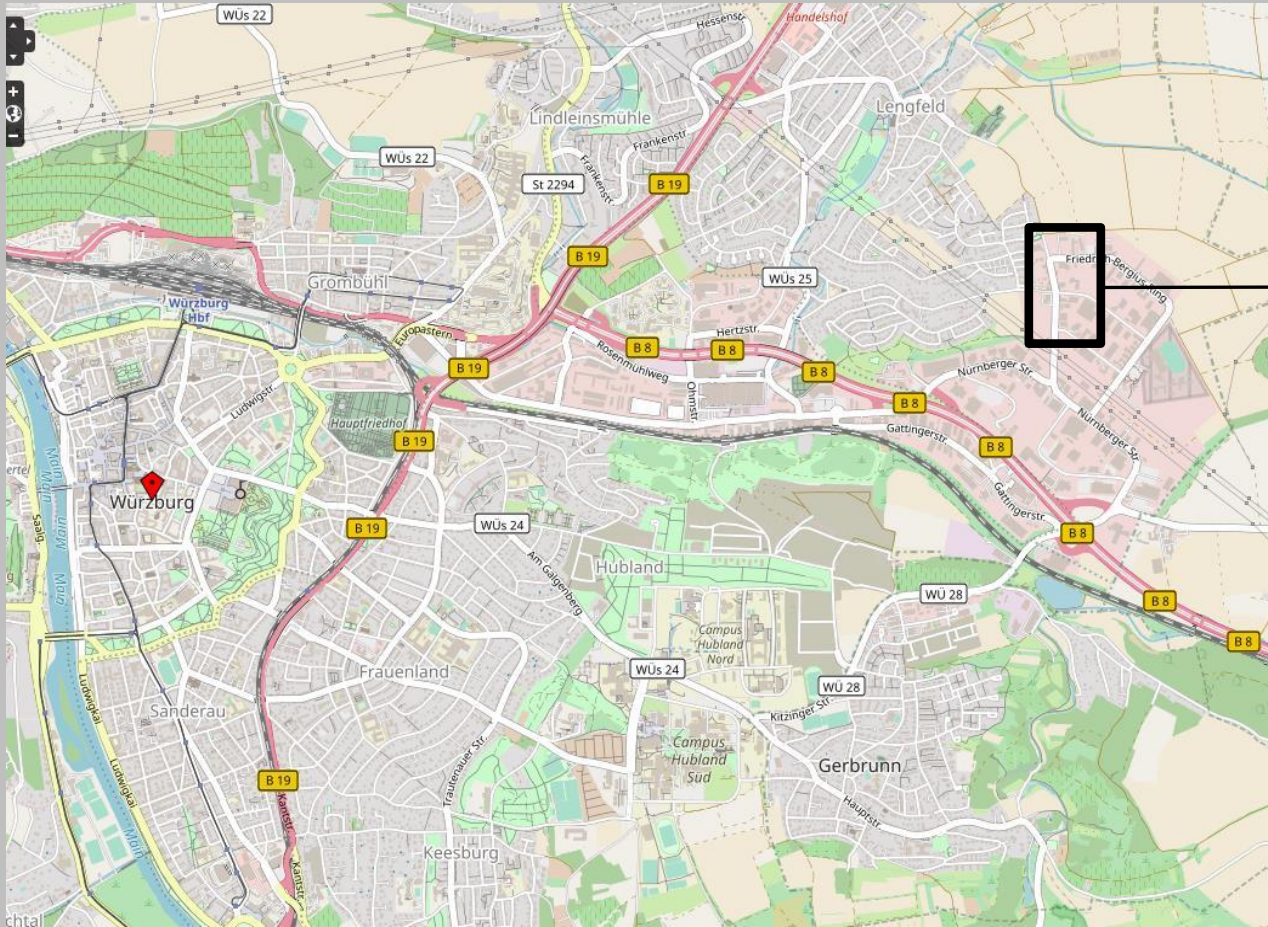 WÜs 22
Handelshof
Hessenstr.
Lindleinsmühle
Lengfeld
Frankenstr.
WÜs 22
Frankenstr.
St 2294
B 19
B 19
Friedrich-Bergius-Ring
WÜs 25
Grombühl
Würzburg
Hbf
Europastern
Hertzstr.
B 8
B 8
Rosenmühlweg
B 19
B 8
Nürnberger Str.
Ohmstr.
Ludwigstr.
B 8
Hauptfriedhof
B 19
Gattingerstr.
Nürnberger Str.
B 8
Main
Main
Würzburg
Gattingerstr.
Saalg.
Main
B 19
WÜs 24
B 8
Am Galgenberg
Hubland
Main
WÜ 28
B 8
Campus
Hubland
Nord
B 8
Frauenland
WÜs 24
WÜ 28
Ludwigkai
Sanderau
Kitzinger Str.
Campus
Hubland
Süd
Gerbrunn
Trautenauer Str.
B 19
Ludwigkai
Kantstr.
Hauptstr.
Main
Keesburg
Kantstr.
chtal